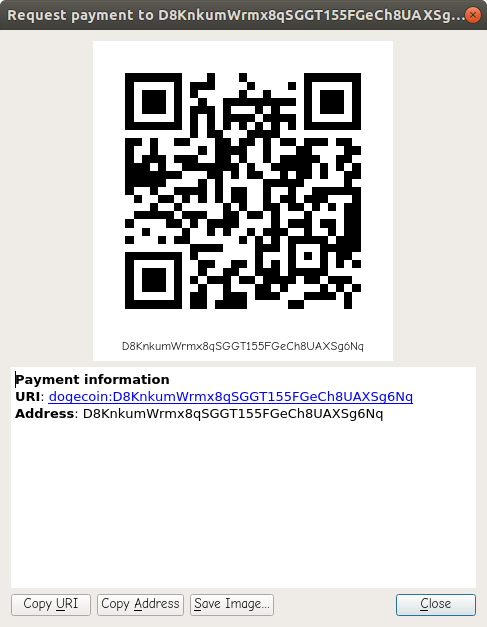 Request payment to D8KnkumWrmx8qSGGT155FGeCh8UAXSg...
D8KnkumWrmx8qSGGT155FGeCh8UAXSg6Nq
Payment information
URI: dogecoin:D8KnkumWrmx8qSGGT155FGeCh8UAXSg6Nq
Address: D8KnkumWrmx8qSGGT155FGeCh8UAXSg6Nq
Copy URI
Copy Address
Save Image...
Close